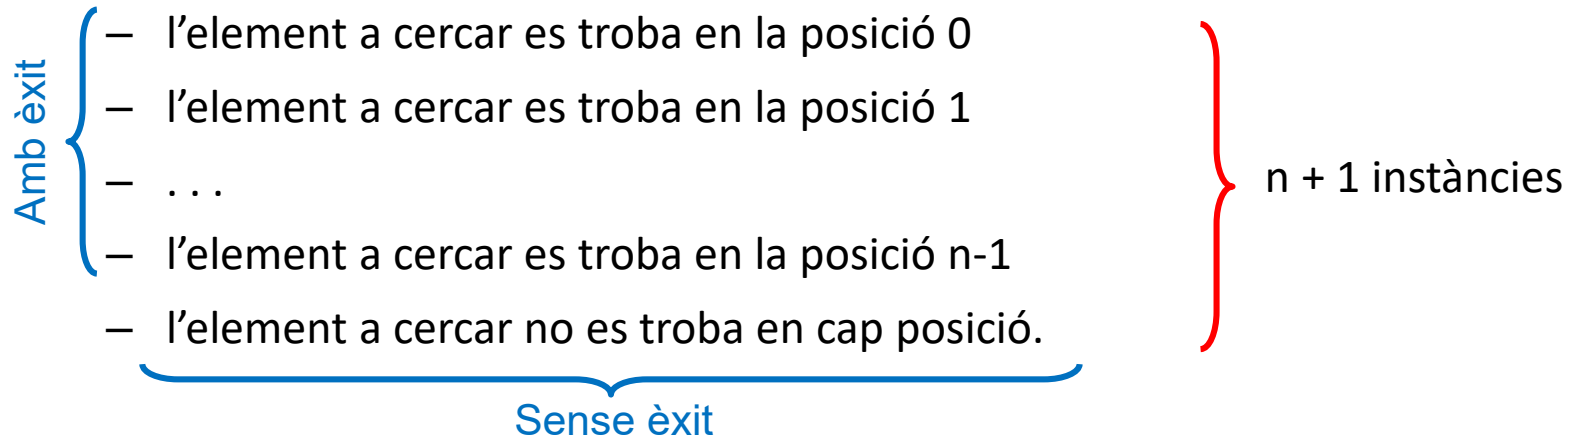 Amb èxit
– l’element a cercar es troba en la posició 0
– l’element a cercar es troba en la posició 1
– . . .
– l’element a cercar es troba en la posició n-1
– l’element a cercar no es troba en cap posició.
n + 1 instàncies
Sense èxit